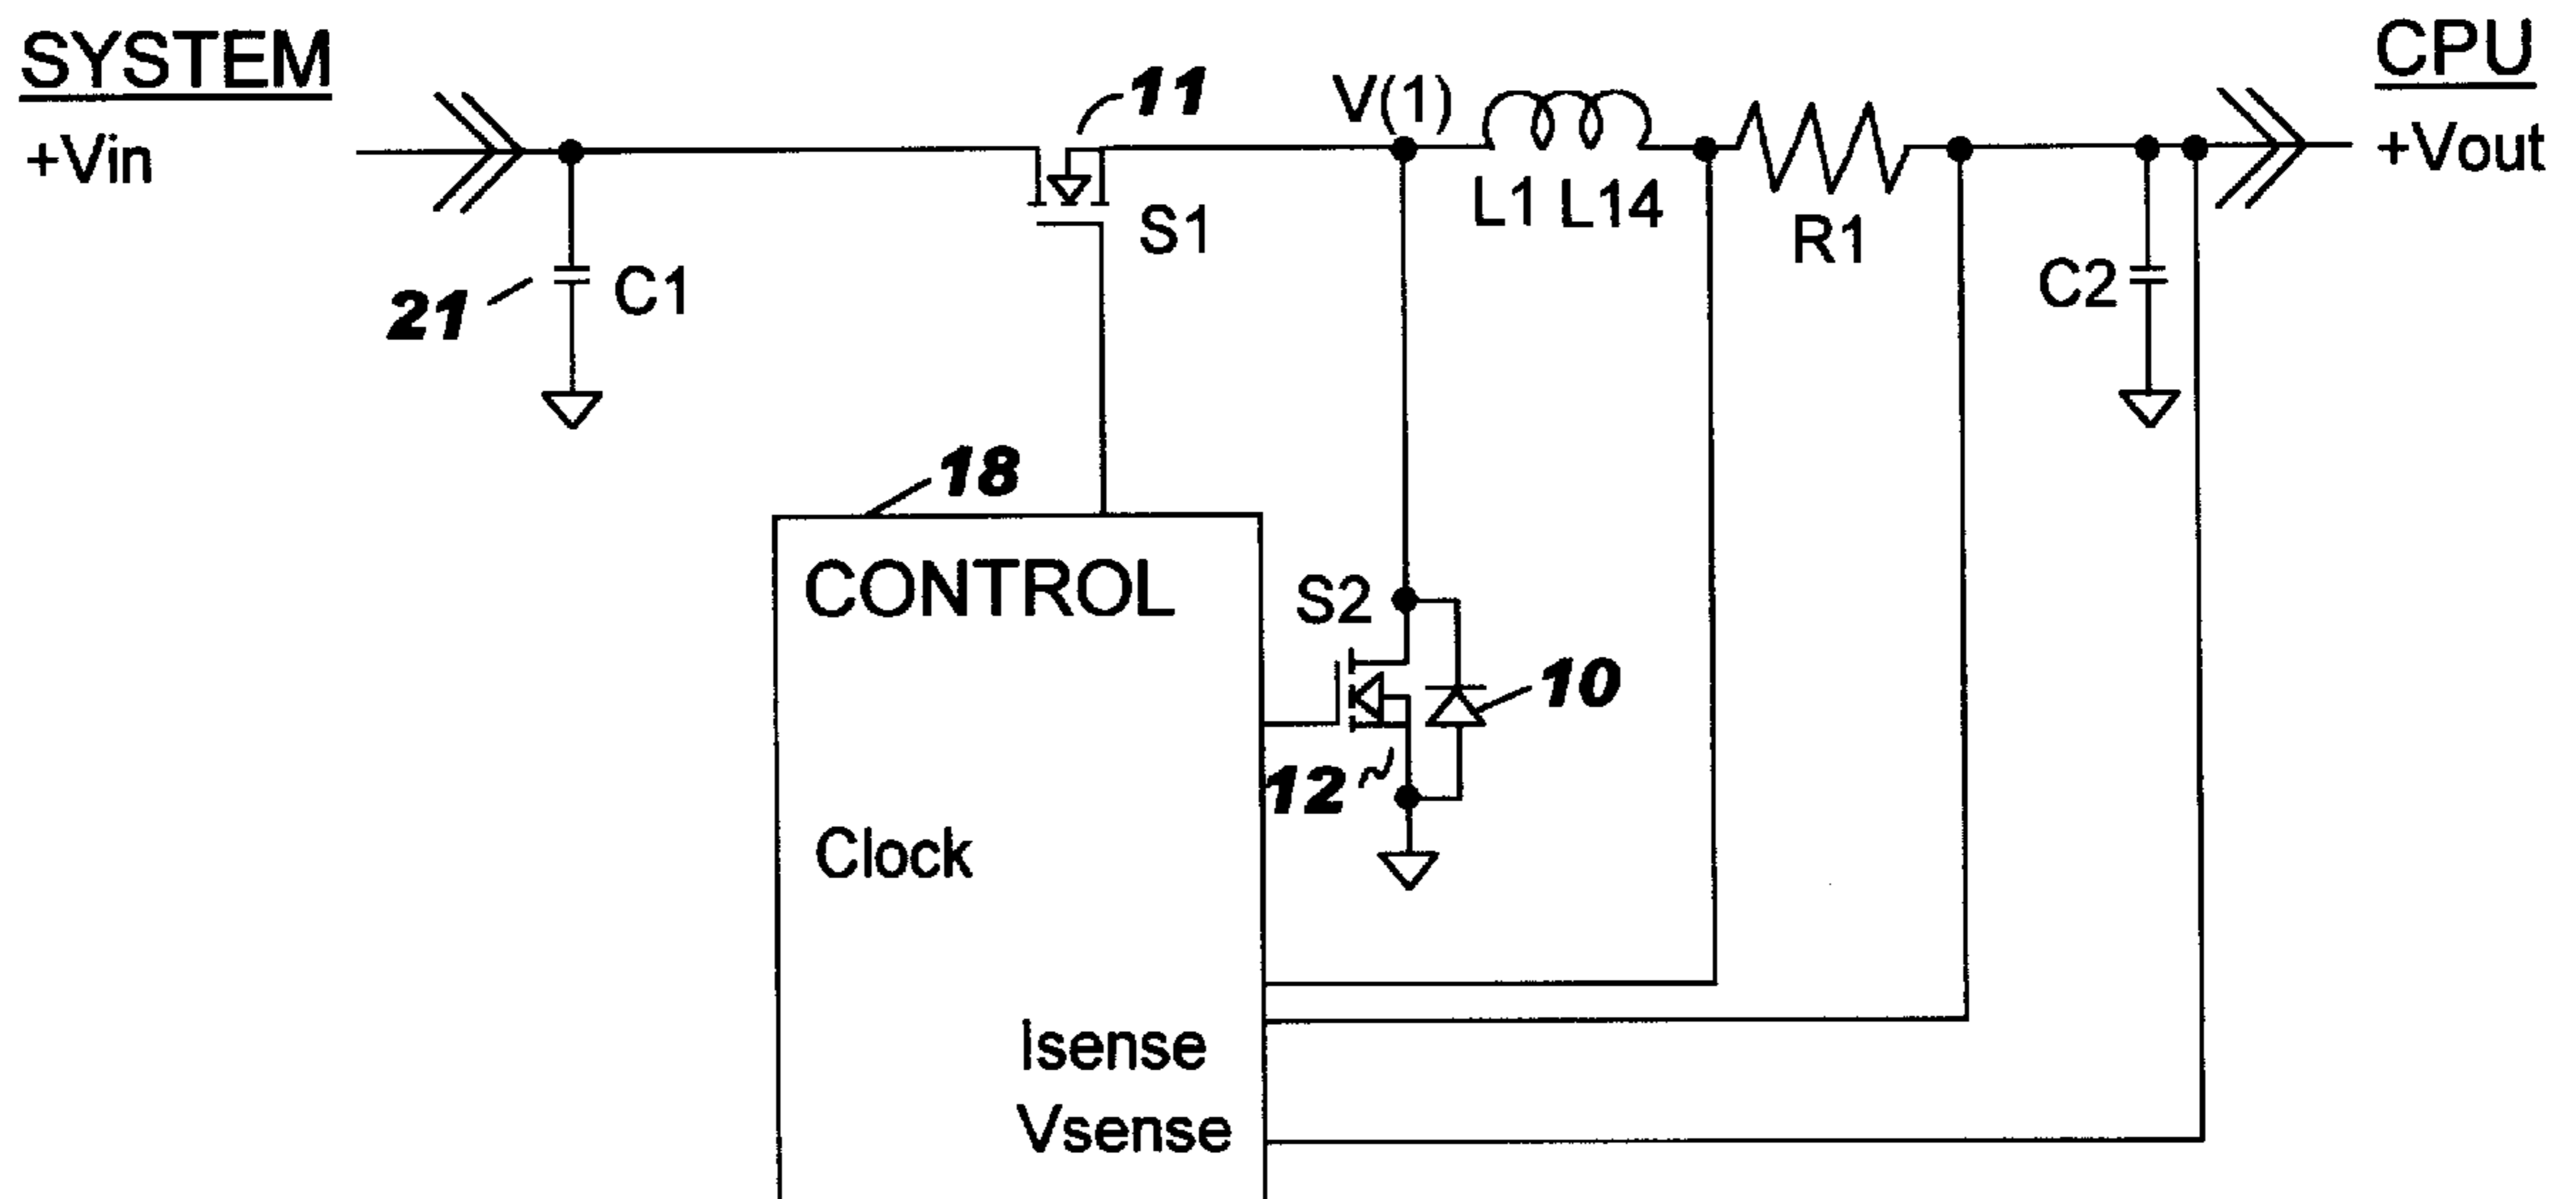 SYSTEM
CPU
+Vin
11
V(1)
+Vout
L1 L14
S1
R1
21
C1
C2
18
CONTROL
S2
10
12
Clock
Isense
Vsense